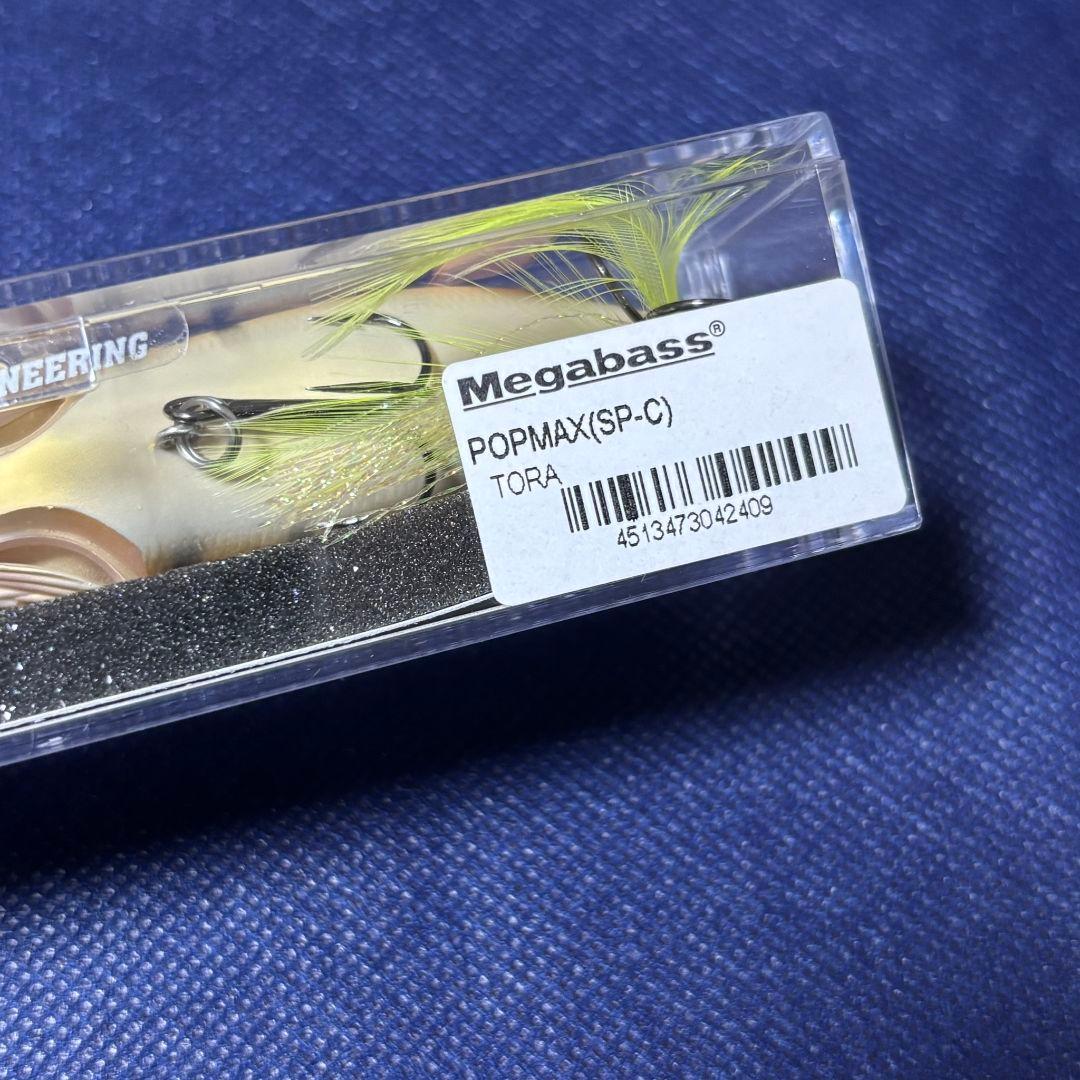 NEERING
Megabass®
POPMAX(SP-C)
TORA
4513473042409